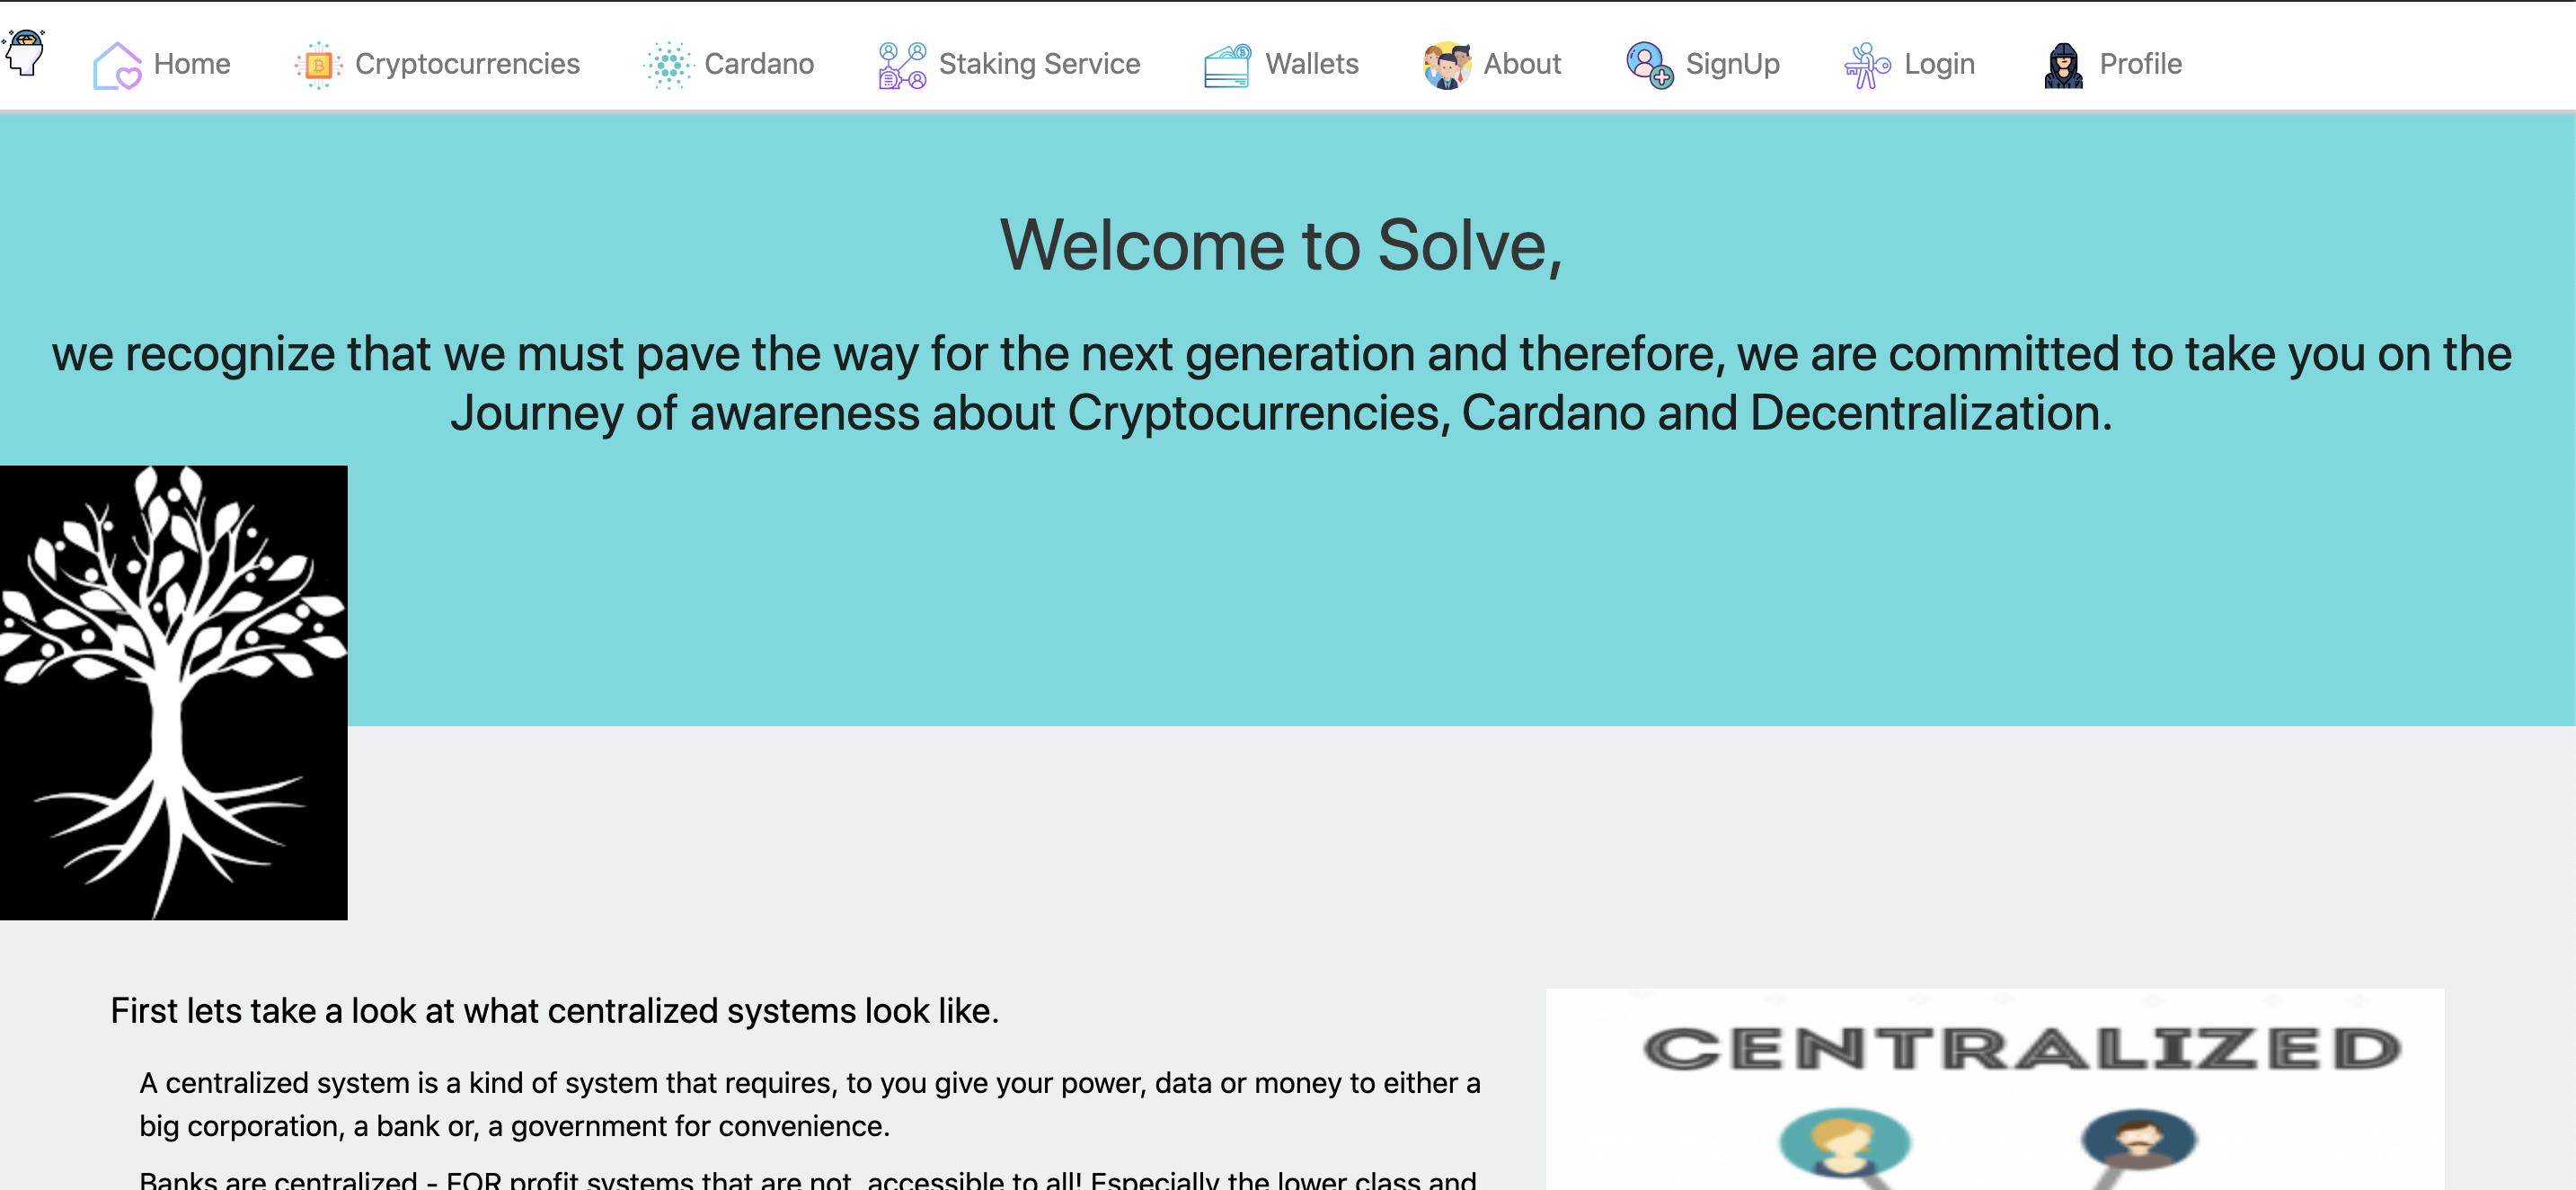 Home Cryptocurrencies Cardano Staking Service Wallets About SignUp Login Profile
Welcome to Solve,
we recognize that we must pave the way for the next generation and therefore, we are committed to take you on the
Journey of awareness about Cryptocurrencies, Cardano and Decentralization.
First lets take a look at what centralized systems look like.
A centralized system is a kind of system that requires, to you give your power, data or money to either a
big corporation, a bank or, a government for convenience.
Banks are centralized - FOR profit systems that are not, accessible to all! Especially the lower class and
CENTRALIZED